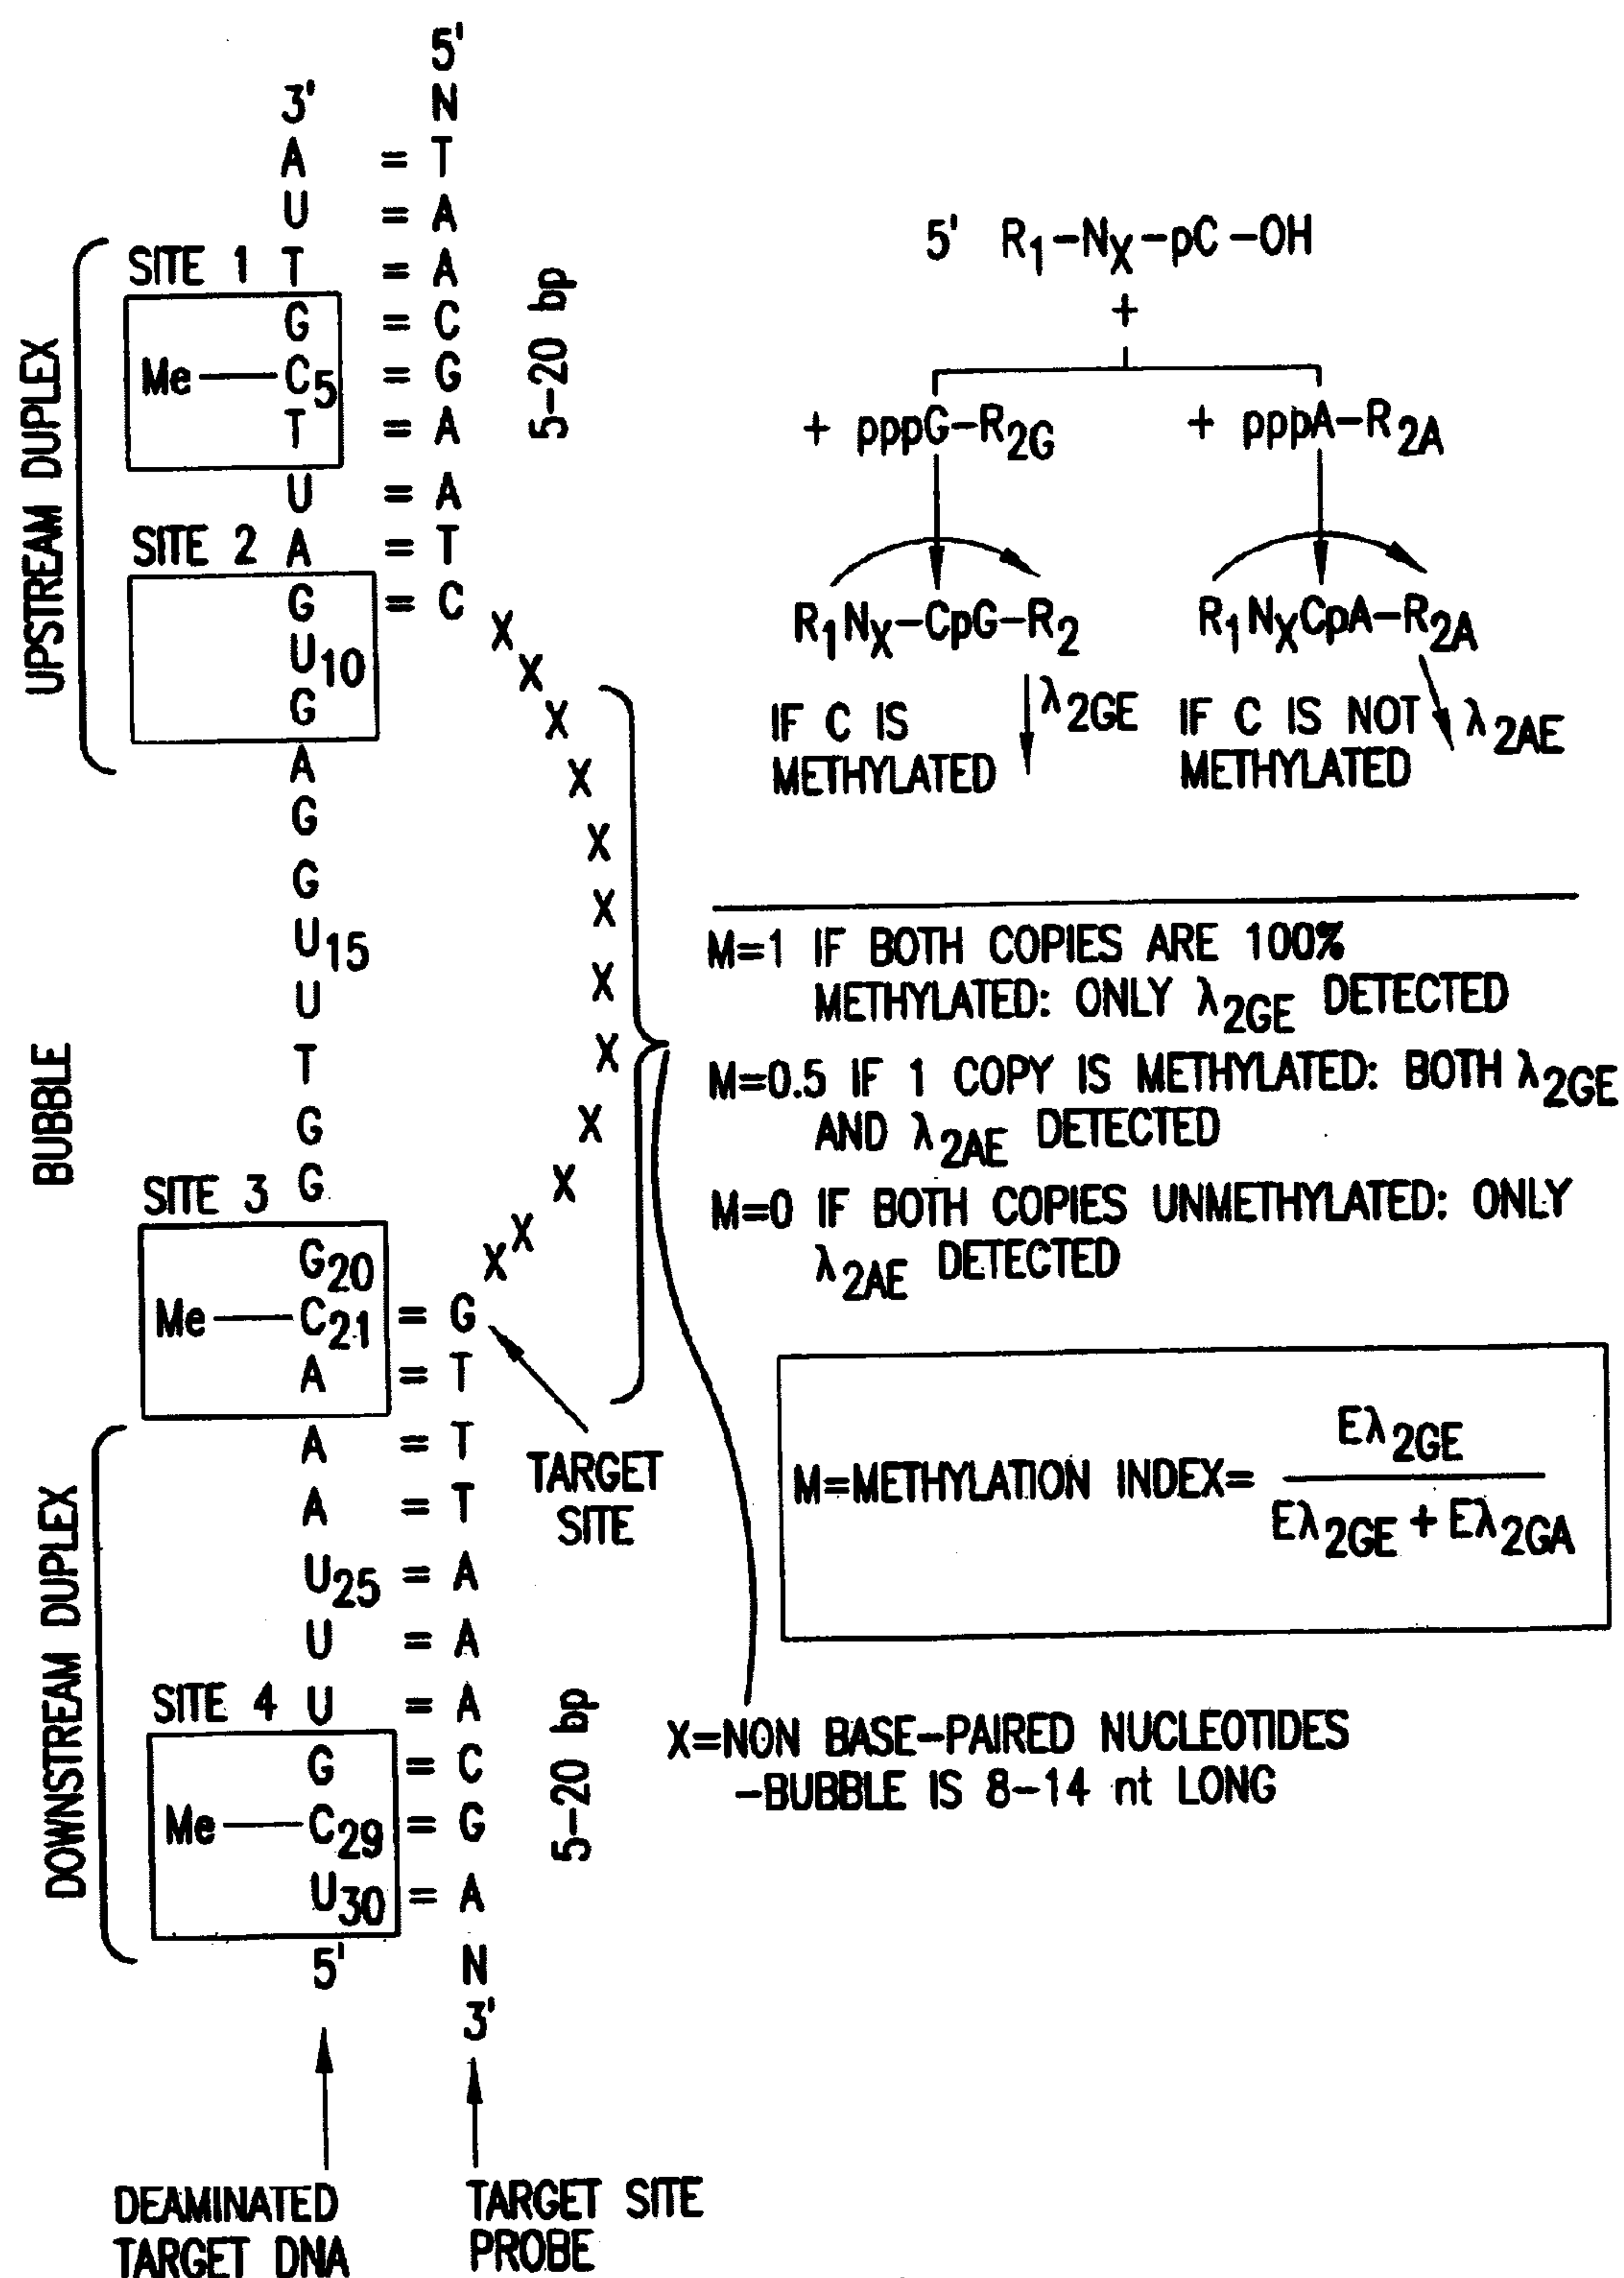 5'
3' N
A = T
U = A
SITE 1 T = A
G = C
Me—C5 = G
T = A
U = A
SITE 2 A = T
G = C
U10
G
A
G
G
U15
U
T
G
SITE 3 G
G20
Me—C21 = G
A = T
A = T
A = T
U25 = A
U = A
SITE 4 U = A
G = C
Me—C29 = G
U30 = A
5' N
3'
X
X
X
X
X
X
X
X
X
X
X
X
UPSTREAM DUPLEX
BUBBLE
DOWNSTREAM DUPLEX
5-20 bp
5-20 bp
TARGET
SITE
DEAMINATED
TARGET DNA
TARGET SITE
PROBE
5' R1-NX-pC-OH
+
+ pppG-R2G + pppA-R2A
R1NX-CpG-R2 R1NXCpA-R2A
IF C IS
METHYLATED
λ2GE
IF C IS NOT
METHYLATED
λ2AE
M=1 IF BOTH COPIES ARE 100%
METHYLATED: ONLY λ2GE DETECTED
M=0.5 IF 1 COPY IS METHYLATED: BOTH λ2GE
AND λ2AE DETECTED
M=0 IF BOTH COPIES UNMETHYLATED: ONLY
λ2AE DETECTED
M=METHYLATION INDEX=
Eλ2GE
Eλ2GE + Eλ2GA
X=NON BASE-PAIRED NUCLEOTIDES
-BUBBLE IS 8-14 nt LONG